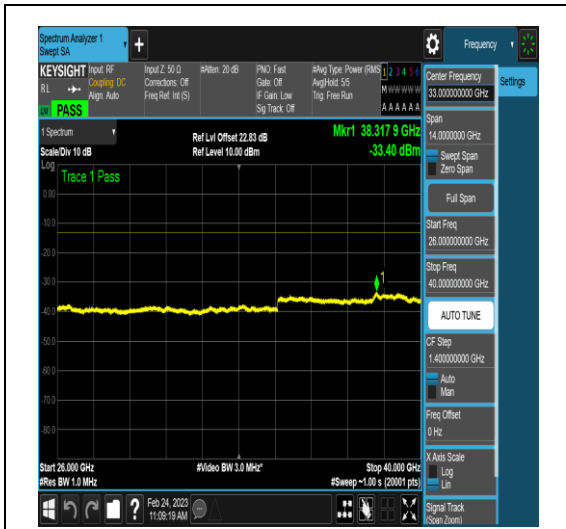 Spectrum Analyzer 1
Swept SA
+
Frequency
KEYSIGHT
RL
Input: RF
Coupling: DC
Align: Auto
Input Z: 50 Ω
Corrections: Off
Freq Ref: Int (S)
#Atten: 20 dB
PNO: Fast
Gate: Off
IF Gain: Low
Sig Track: Off
#Avg Type: Power (RMS)
Avg|Hold: 5/5
Trig: Free Run
1 2 3 4 5 6
M W W W W W
A A A A A A
PASS
Center Frequency
33.000000000 GHz
Settings
1 Spectrum
Scale/Div 10 dB
Ref Lvl Offset 22.83 dB
Ref Level 10.00 dBm
Mkr1 38.317 9 GHz
-33.40 dBm
Span
14.0000000 GHz
Swept Span
Zero Span
Full Span
Start Freq
26.000000000 GHz
Stop Freq
40.000000000 GHz
AUTO TUNE
CF Step
1.400000000 GHz
Auto
Man
Freq Offset
0 Hz
X Axis Scale
Log
Lin
Signal Track
(Span Zoom)
Log
Trace 1 Pass
0.00
-10.0
-20.0
-30.0
-40.0
-50.0
-60.0
-70.0
-80.0
1
Start 26.000 GHz
#Res BW 1.0 MHz
#Video BW 3.0 MHz*
Stop 40.000 GHz
#Sweep ~1.00 s (20001 pts)
?
Feb 24, 2023
11:09:19 AM